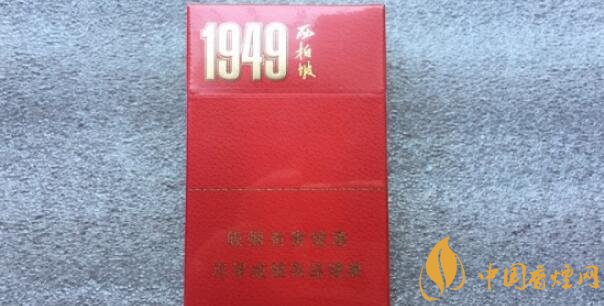 1949
西柏坡
吸烟有害健康
尽早戒烟有益健康
中国香烟网